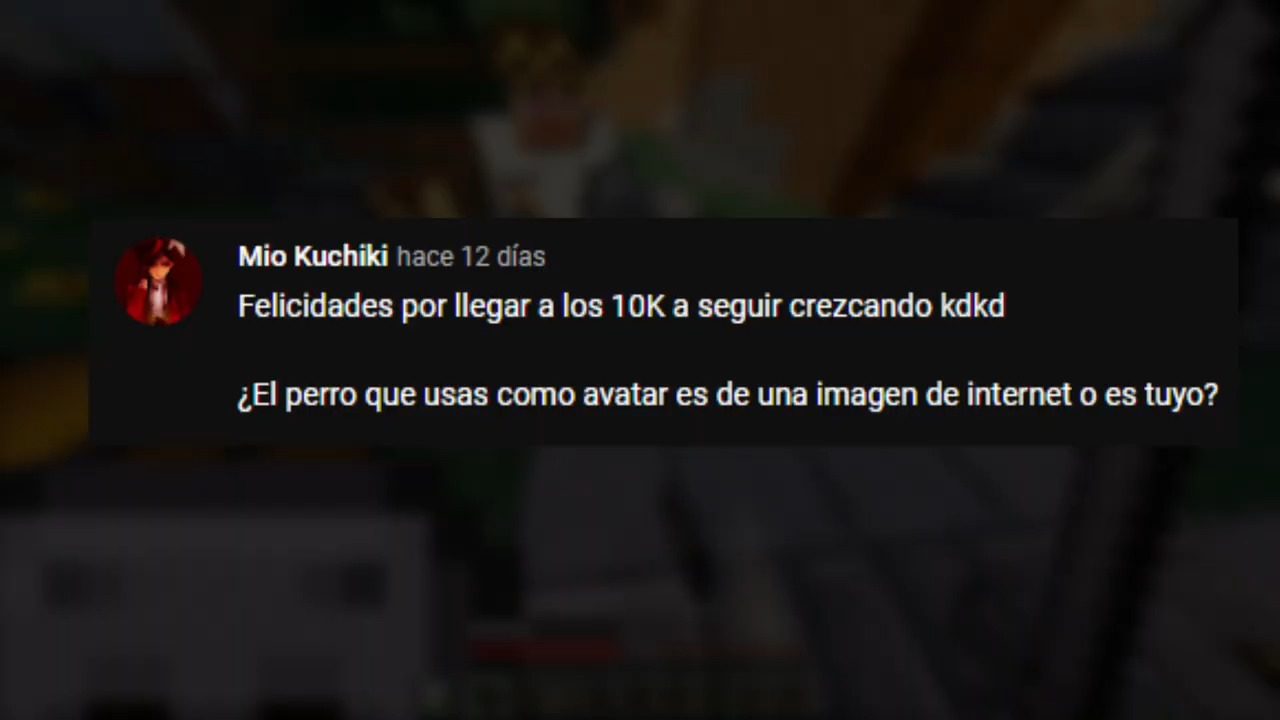 Mio Kuchiki hace 12 días
Felicidades por llegar a los 10K a seguir crezcando kdkd
¿El perro que usas como avatar es de una imagen de internet o es tuyo?